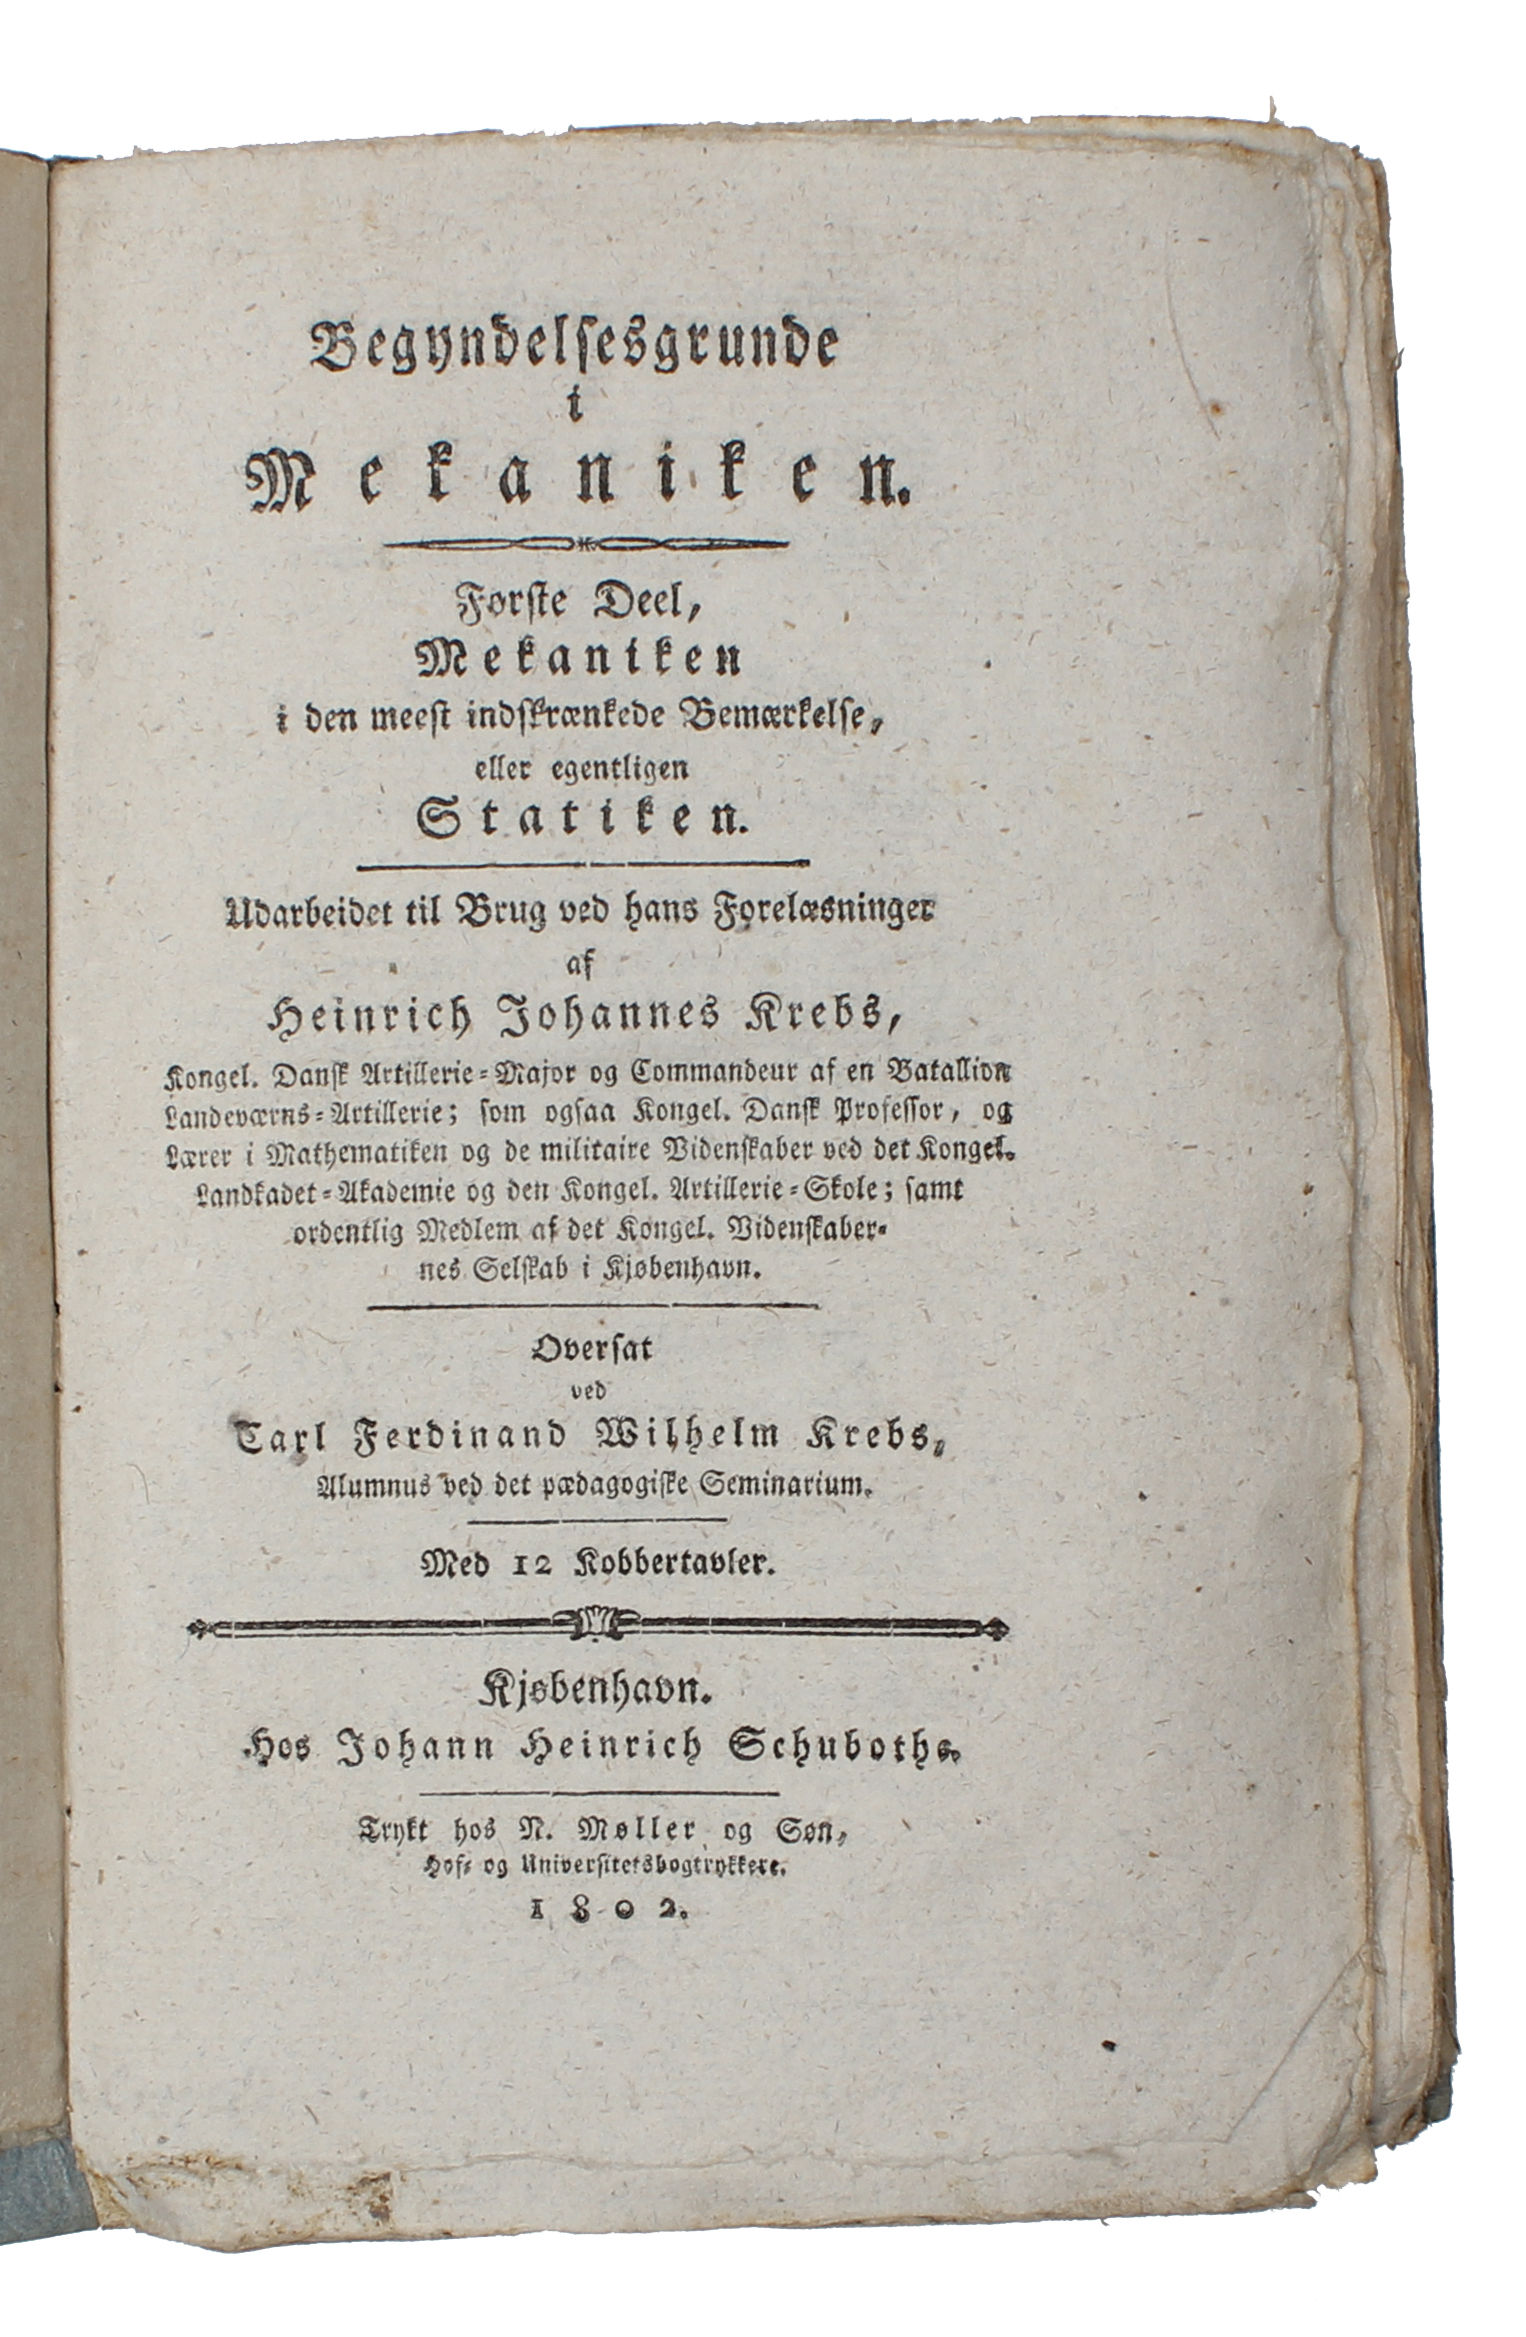 Begyndelsesgrunde
i
Mekaniken.
Første Deel,
Mekaniken
i den meest indskrænkede Bemærkelse,
eller egentligen
Statiken.
Udarbeidet til Brug ved hans Forelæsninger
af
Heinrich Johannes Krebs,
Kongel. Dansk Artillerie-Major og Commandeur af en Batallion
Landeværns-Artillerie; som ogsaa Kongel. Dansk Professor, og
Lærer i Mathematiken og de militaire Videnskaber ved det Kongel.
Landkadet-Akademie og den Kongel. Artillerie-Skole; samt
ordentlig Medlem af det Kongel. Videnskaber-
nes Selskab i Kjøbenhavn.
Oversat
ved
Carl Ferdinand Wilhelm Krebs,
Alumnus ved det pædagogiske Seminarium.
Med 12 Kobbertavler.
Kjøbenhavn.
Hos Johann Heinrich Schubothe.
Trykt hos N. Møller og Søn,
Hof- og Universitetsbogtrykkere.
1802.